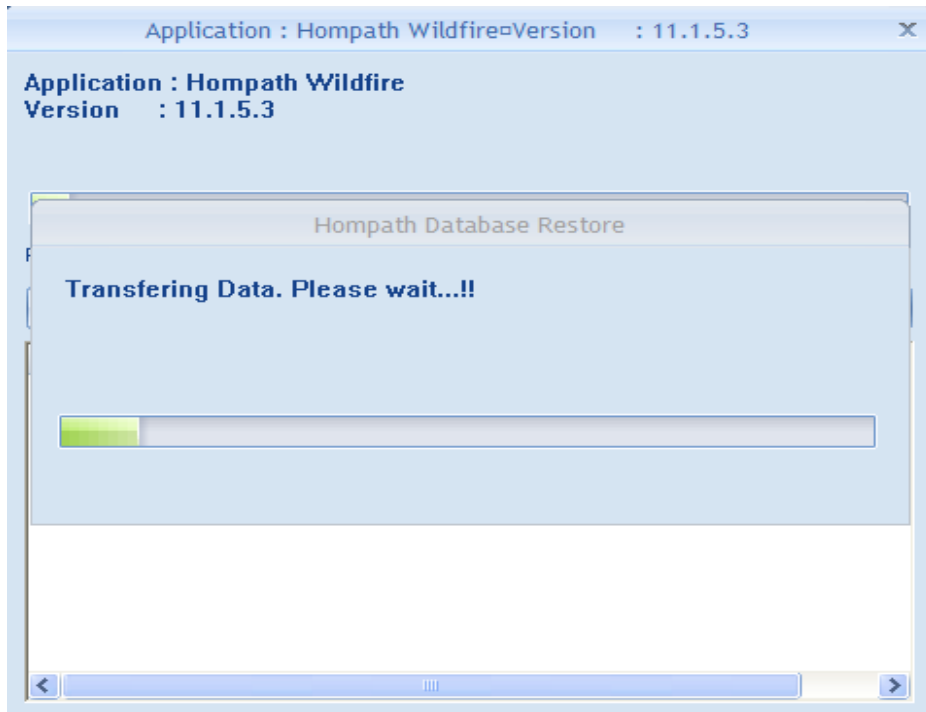 Application : Hompath Wildfire¤Version : 11.1.5.3
Application : Hompath Wildfire
Version : 11.1.5.3
Hompath Database Restore
Transfering Data. Please wait...!!